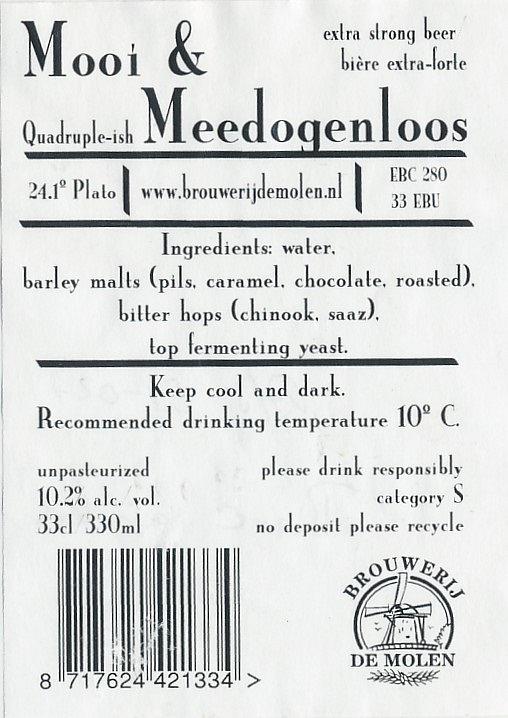 Mooi &
extra strong beer
bière extra-forte
Quadruple-ish Meedogenloos
24.1º Plato
www.brouwerijdemolen.nl
EBC 280
33 EBU
Ingredients: water,
barley malts (pils, caramel, chocolate, roasted),
bitter hops (chinook, saaz),
top fermenting yeast.
Keep cool and dark.
Recommended drinking temperature 10º C.
unpasteurized
10.2% alc./vol.
33cl/330ml
please drink responsibly
category S
no deposit please recycle
8 717624 421334 >
BROUWERIJ
DE MOLEN